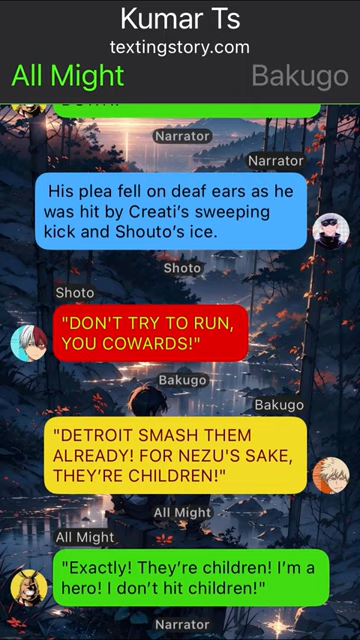 Kumar Ts
textingstory.com
All Might
Bakugo
Narrator
Narrator
His plea fell on deaf ears as he
was hit by Creati’s sweeping
kick and Shouto’s ice.
Shoto
Shoto
"DON'T TRY TO RUN,
YOU COWARDS!"
Bakugo
Bakugo
"DETROIT SMASH THEM
ALREADY! FOR NEZU'S SAKE,
THEY’RE CHILDREN!"
All Might
All Might
"Exactly! They’re children! I’m a
hero! I don’t hit children!"
Narrator